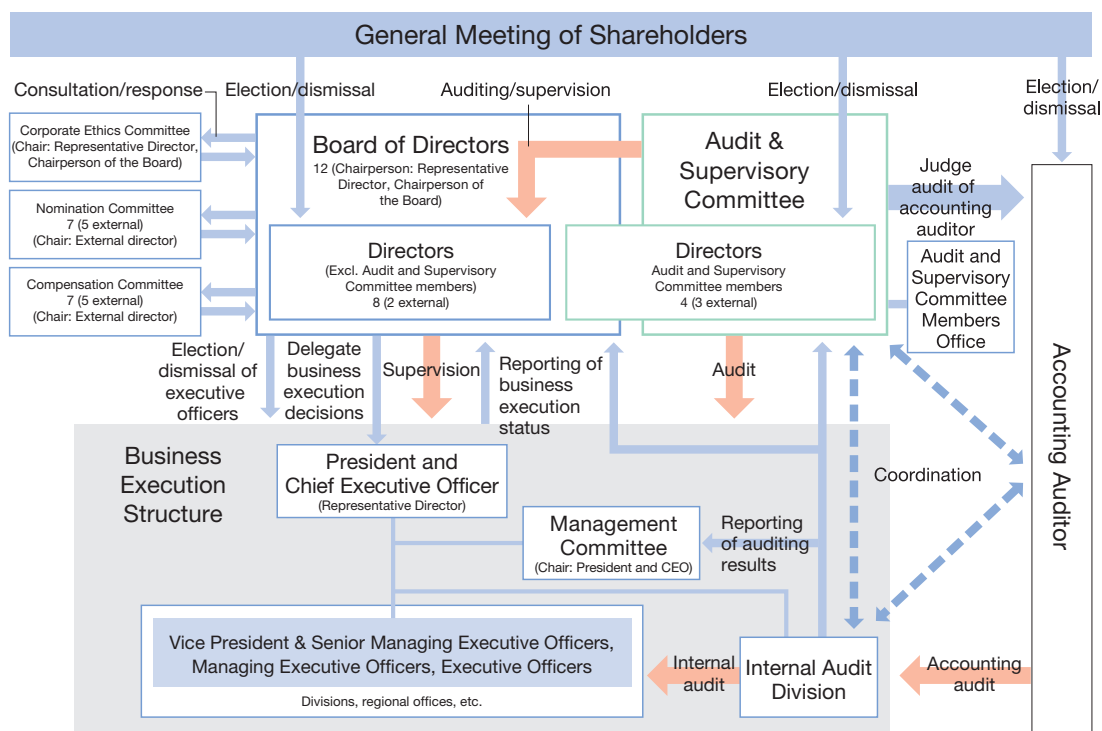 General Meeting of Shareholders
Consultation/response
Election/dismissal
Auditing/supervision
Election/dismissal
Election/
dismissal
Corporate Ethics Committee
(Chair: Representative Director,
Chairperson of the Board)
Nomination Committee
7 (5 external)
(Chair: External director)
Compensation Committee
7 (5 external)
(Chair: External director)
Board of Directors
12 (Chairperson: Representative
Director, Chairperson of
the Board)
Directors
(Excl. Audit and Supervisory
Committee members)
8 (2 external)
Audit &
Supervisory
Committee
Directors
Audit and Supervisory
Committee members
4 (3 external)
Judge
audit of
accounting
auditor
Audit and
Supervisory
Committee
Members
Office
Accounting Auditor
Election/
dismissal of
executive
officers
Delegate
business
execution
decisions
Supervision
Reporting of
business
execution
status
Audit
Coordination
Business
Execution
Structure
President and
Chief Executive Officer
(Representative Director)
Management
Committee
(Chair: President and CEO)
Reporting
of auditing
results
Vice President & Senior Managing Executive Officers,
Managing Executive Officers, Executive Officers
Divisions, regional offices, etc.
Internal
audit
Internal Audit
Division
Accounting
audit